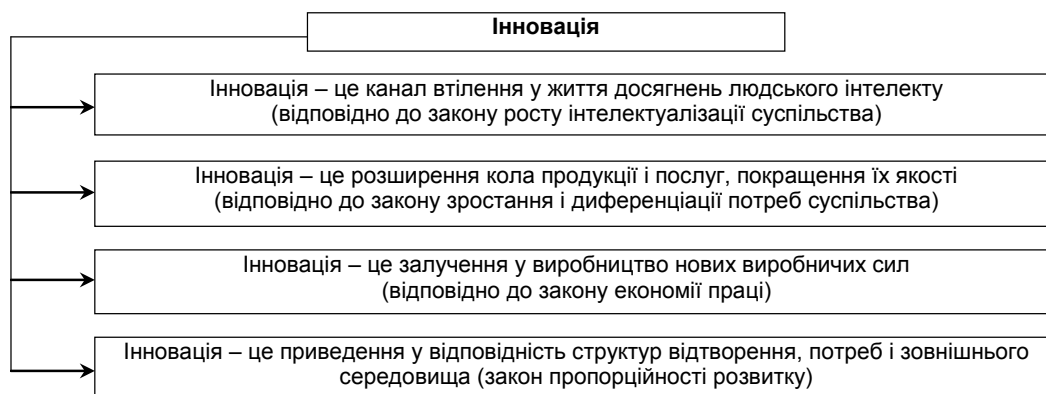 Інновація
Інновація – це канал втілення у життя досягнень людського інтелекту
(відповідно до закону росту інтелектуалізації суспільства)
Інновація – це розширення кола продукції і послуг, покращення їх якості
(відповідно до закону зростання і диференціації потреб суспільства)
Інновація – це залучення у виробництво нових виробничих сил
(відповідно до закону економії праці)
Інновація – це приведення у відповідність структур відтворення, потреб і зовнішнього
середовища (закон пропорційності розвитку)